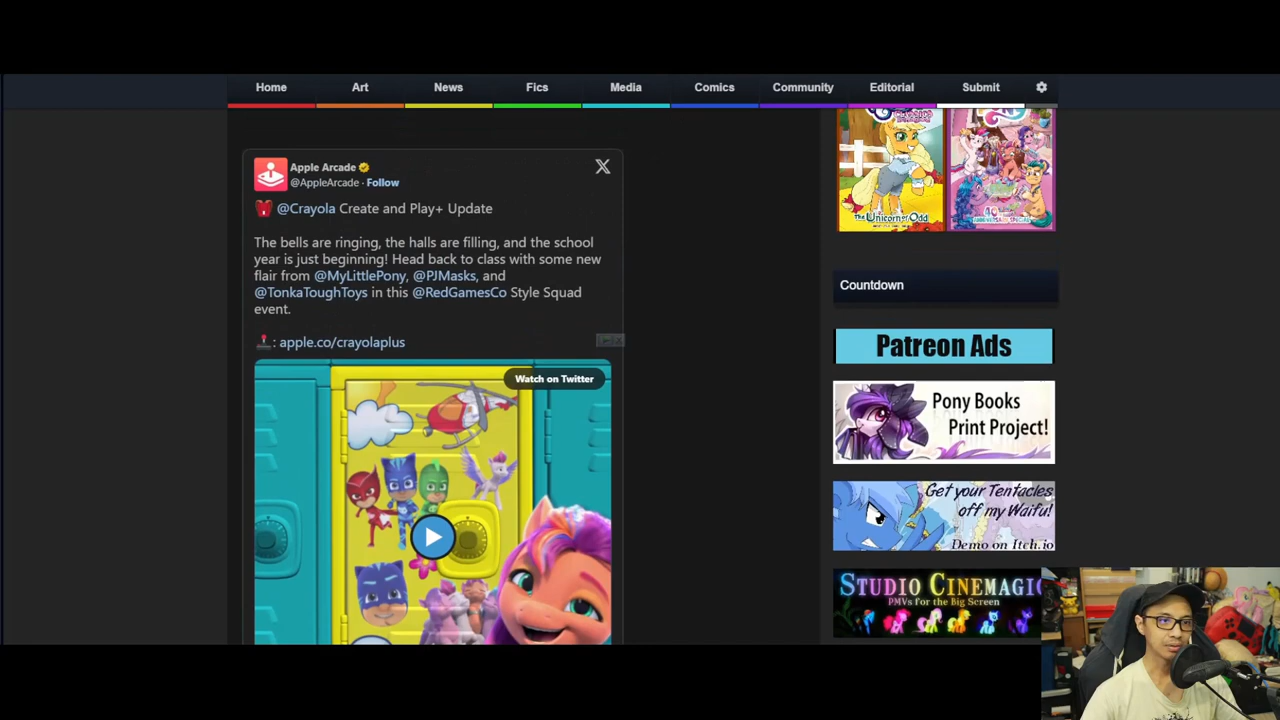 Home Art News Fics Media Comics Community Editorial Submit
Apple Arcade
@AppleArcade · Follow
@Crayola Create and Play+ Update
The bells are ringing, the halls are filling, and the school
year is just beginning! Head back to class with some new
flair from @MyLittlePony, @PJMasks, and
@TonkaToughToys in this @RedGamesCo Style Squad
event.
: apple.co/crayolaplus
Watch on Twitter
The Unicorn of Odd
40
ANNIVERSARY SPECIAL
Countdown
Patreon Ads
Pony Books
Print Project!
Get your Tentacles
off my Waifu!
Demo on Itch.io
STUDIO CINEMAGIC
PMVs for the Big Screen